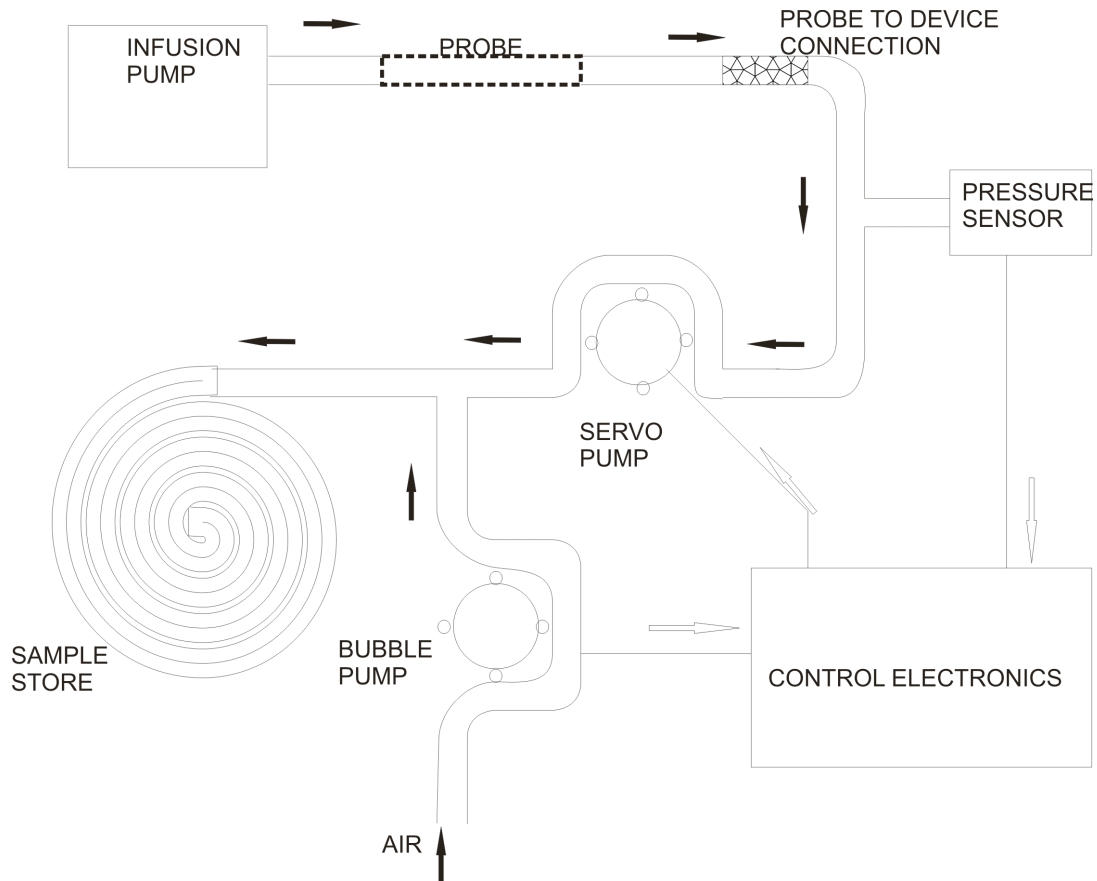 INFUSION
PUMP
PROBE
PROBE TO DEVICE
CONNECTION
PRESSURE
SENSOR
SERVO
PUMP
SAMPLE
STORE
BUBBLE
PUMP
CONTROL ELECTRONICS
AIR